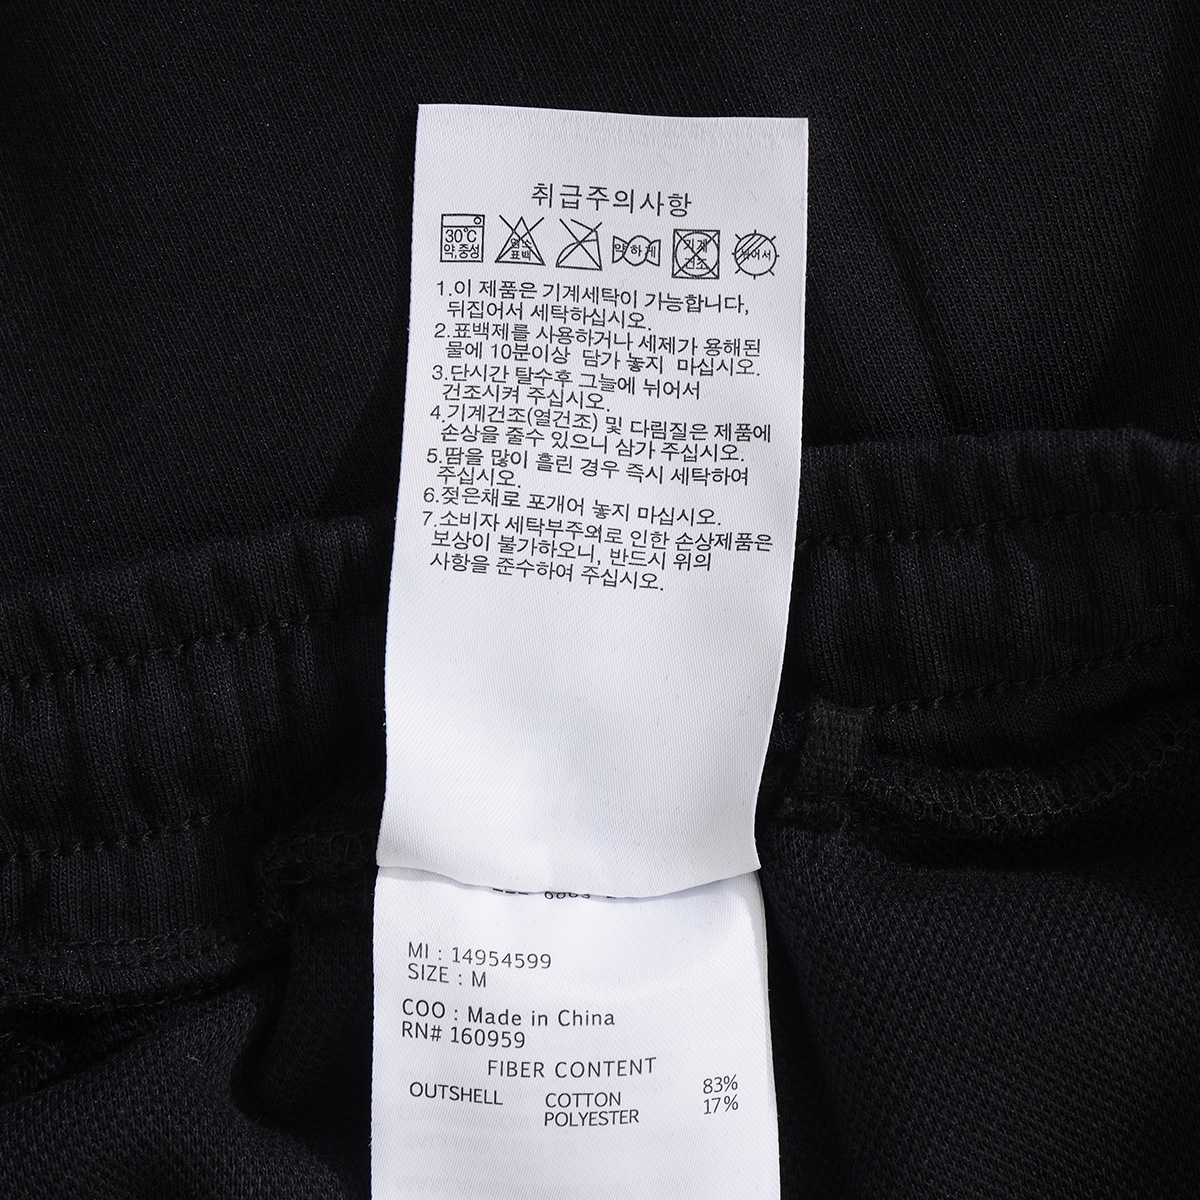 취급주의사항
30℃
약,중성
염소
표백
약하게
기계
건조
뉘어서
1.이 제품은 기계세탁이 가능합니다,
뒤집어서 세탁하십시오.
2.표백제를 사용하거나 세제가 용해된
물에 10분이상 담가 놓지 마십시오.
3.단시간 탈수후 그늘에 뉘어서
건조시켜 주십시오.
4.기계건조(열건조) 및 다림질은 제품에
손상을 줄수 있으니 삼가 주십시오.
5.땀을 많이 흘린 경우 즉시 세탁하여
주십시오.
6.젖은채로 포개어 놓지 마십시오.
7.소비자 세탁부주의로 인한 손상제품은
보상이 불가하오니, 반드시 위의
사항을 준수하여 주십시오.
MI : 14954599
SIZE : M
COO : Made in China
RN# 160959
FIBER CONTENT
OUTSHELL COTTON 83%
POLYESTER 17%